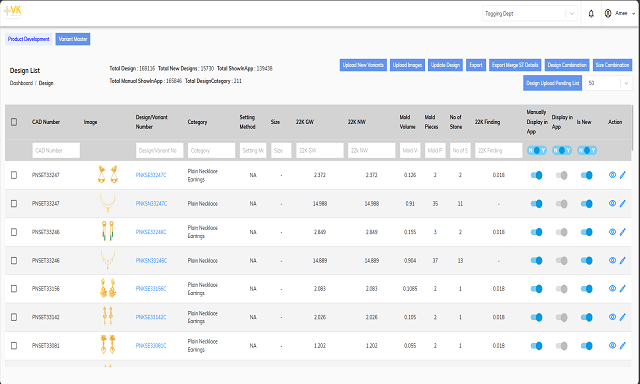 VK
Tagging Dept
Amee
Product Development
Variant Master
Design List
Dashboard / Design
Total Design : 168116 Total New Designs : 15730 Total ShowInApp : 139438
Total Manual ShowInApp : 165846 Total DesignCategory : 211
Upload New Variants Upload Images Update Design Export Export Merge ST Details Design Combination Save Combination
Design Upload Pending List 50
CAD Number Image Design/Variant Number Category Setting Method Size 22K GW 22K NW Mold Volume Mold Pieces No of Stone 22K Finding Manually Display in App Display in App Is New Action
CAD Number Design/Variant No Category Setting Me Size 22K GW 22K NW Mold V Mold P No of S 22K Finding N Y N Y N Y
PNSET33247 PNKSE33247C Plain Necklace Earrings NA - 2.372 2.372 0.126 2 2 0.018
PNSET33247 PNKSN33247C Plain Necklace Earrings NA - 14.988 14.988 0.91 35 11 -
PNSET33246 PNKSE33246C Plain Necklace Earrings NA - 2.849 2.849 0.155 3 2 0.018
PNSET33246 PNKSN33246C Plain Necklace Earrings NA - 14.889 14.889 0.904 37 13 -
PNSET33156 PNKSE33156C Plain Necklace Earrings NA - 2.083 2.083 0.1085 2 1 0.018
PNSET33142 PNKSE33142C Plain Necklace Earrings NA - 2.026 2.026 0.105 2 1 0.018
PNSET33081 PNKSE33081C Plain Necklace Earrings NA - 1.202 1.202 0.055 2 1 0.018